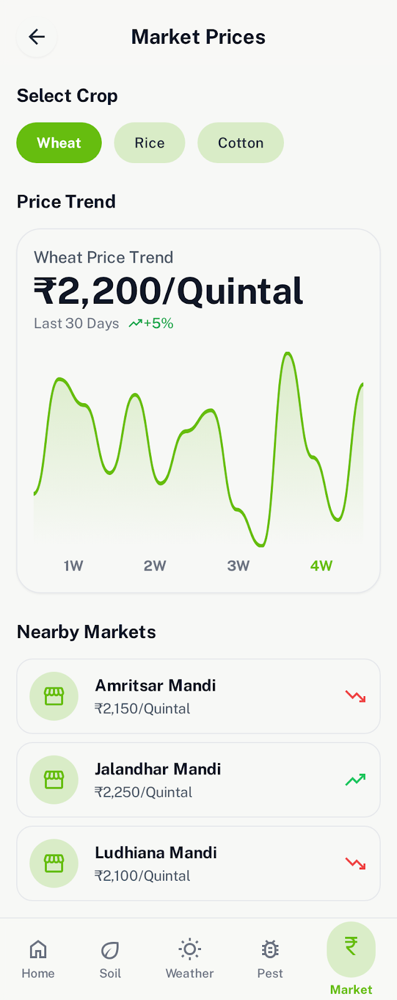 Market Prices
Select Crop
Wheat
Rice
Cotton
Price Trend
Wheat Price Trend
₹2,200/Quintal
Last 30 Days +5%
1W
2W
3W
4W
Nearby Markets
Amritsar Mandi
₹2,150/Quintal
Jalandhar Mandi
₹2,250/Quintal
Ludhiana Mandi
₹2,100/Quintal
Home
Soil
Weather
Pest
₹
Market